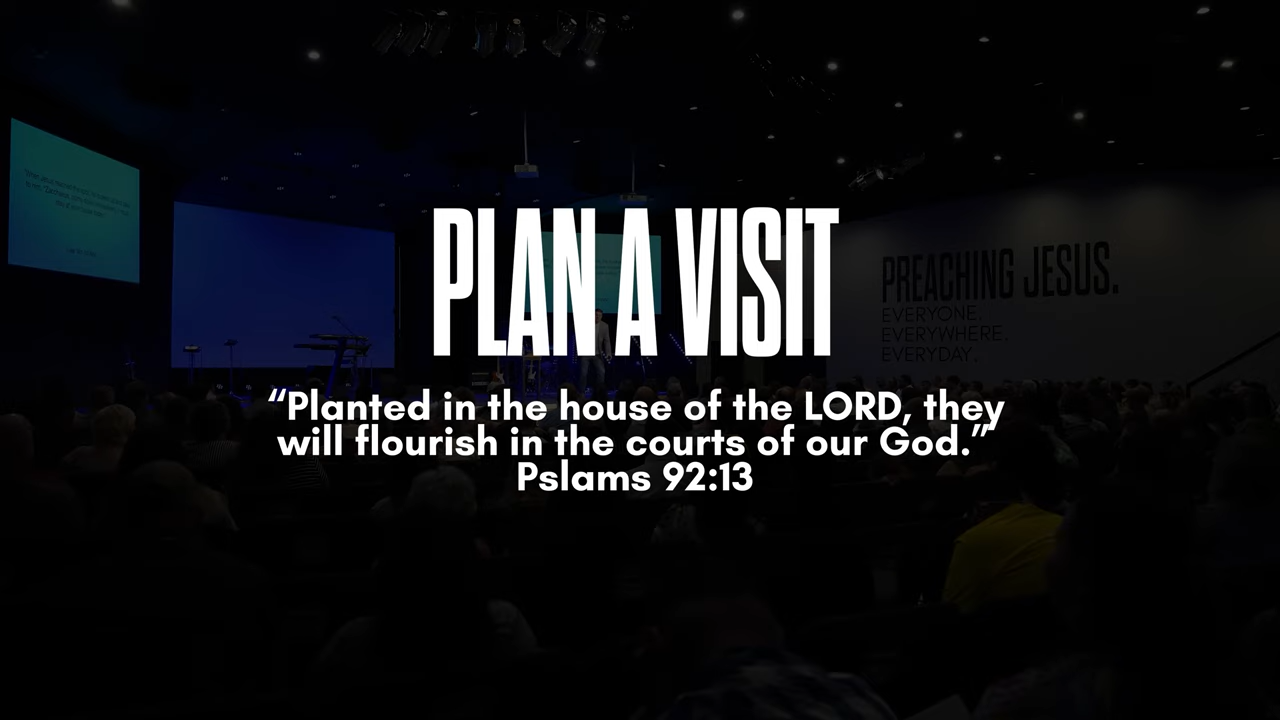 PLAN A VISIT
“Planted in the house of the LORD, they
will flourish in the courts of our God.”
Pslams 92:13
PREACHING JESUS.
EVERYONE.
EVERYWHERE.
EVERYDAY.